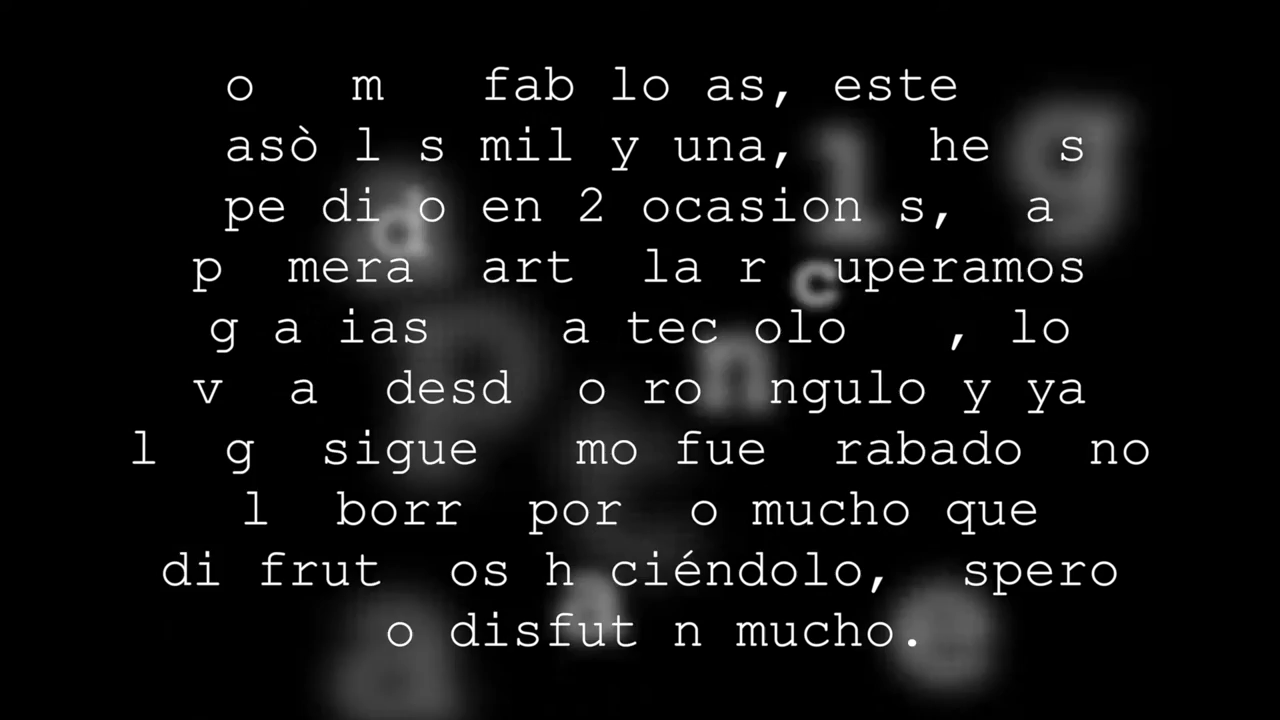 o m fab lo as, este
asò l s mil y una, he s
pe di o en 2 ocasion s, a
p mera art la r cuperamos
g a ias a tec olo , lo
v a desd o ro ngulo y ya
l g sigue mo fue rabado no
l borr por o mucho que
di frut os h ciéndolo, spero
o disfut n mucho.